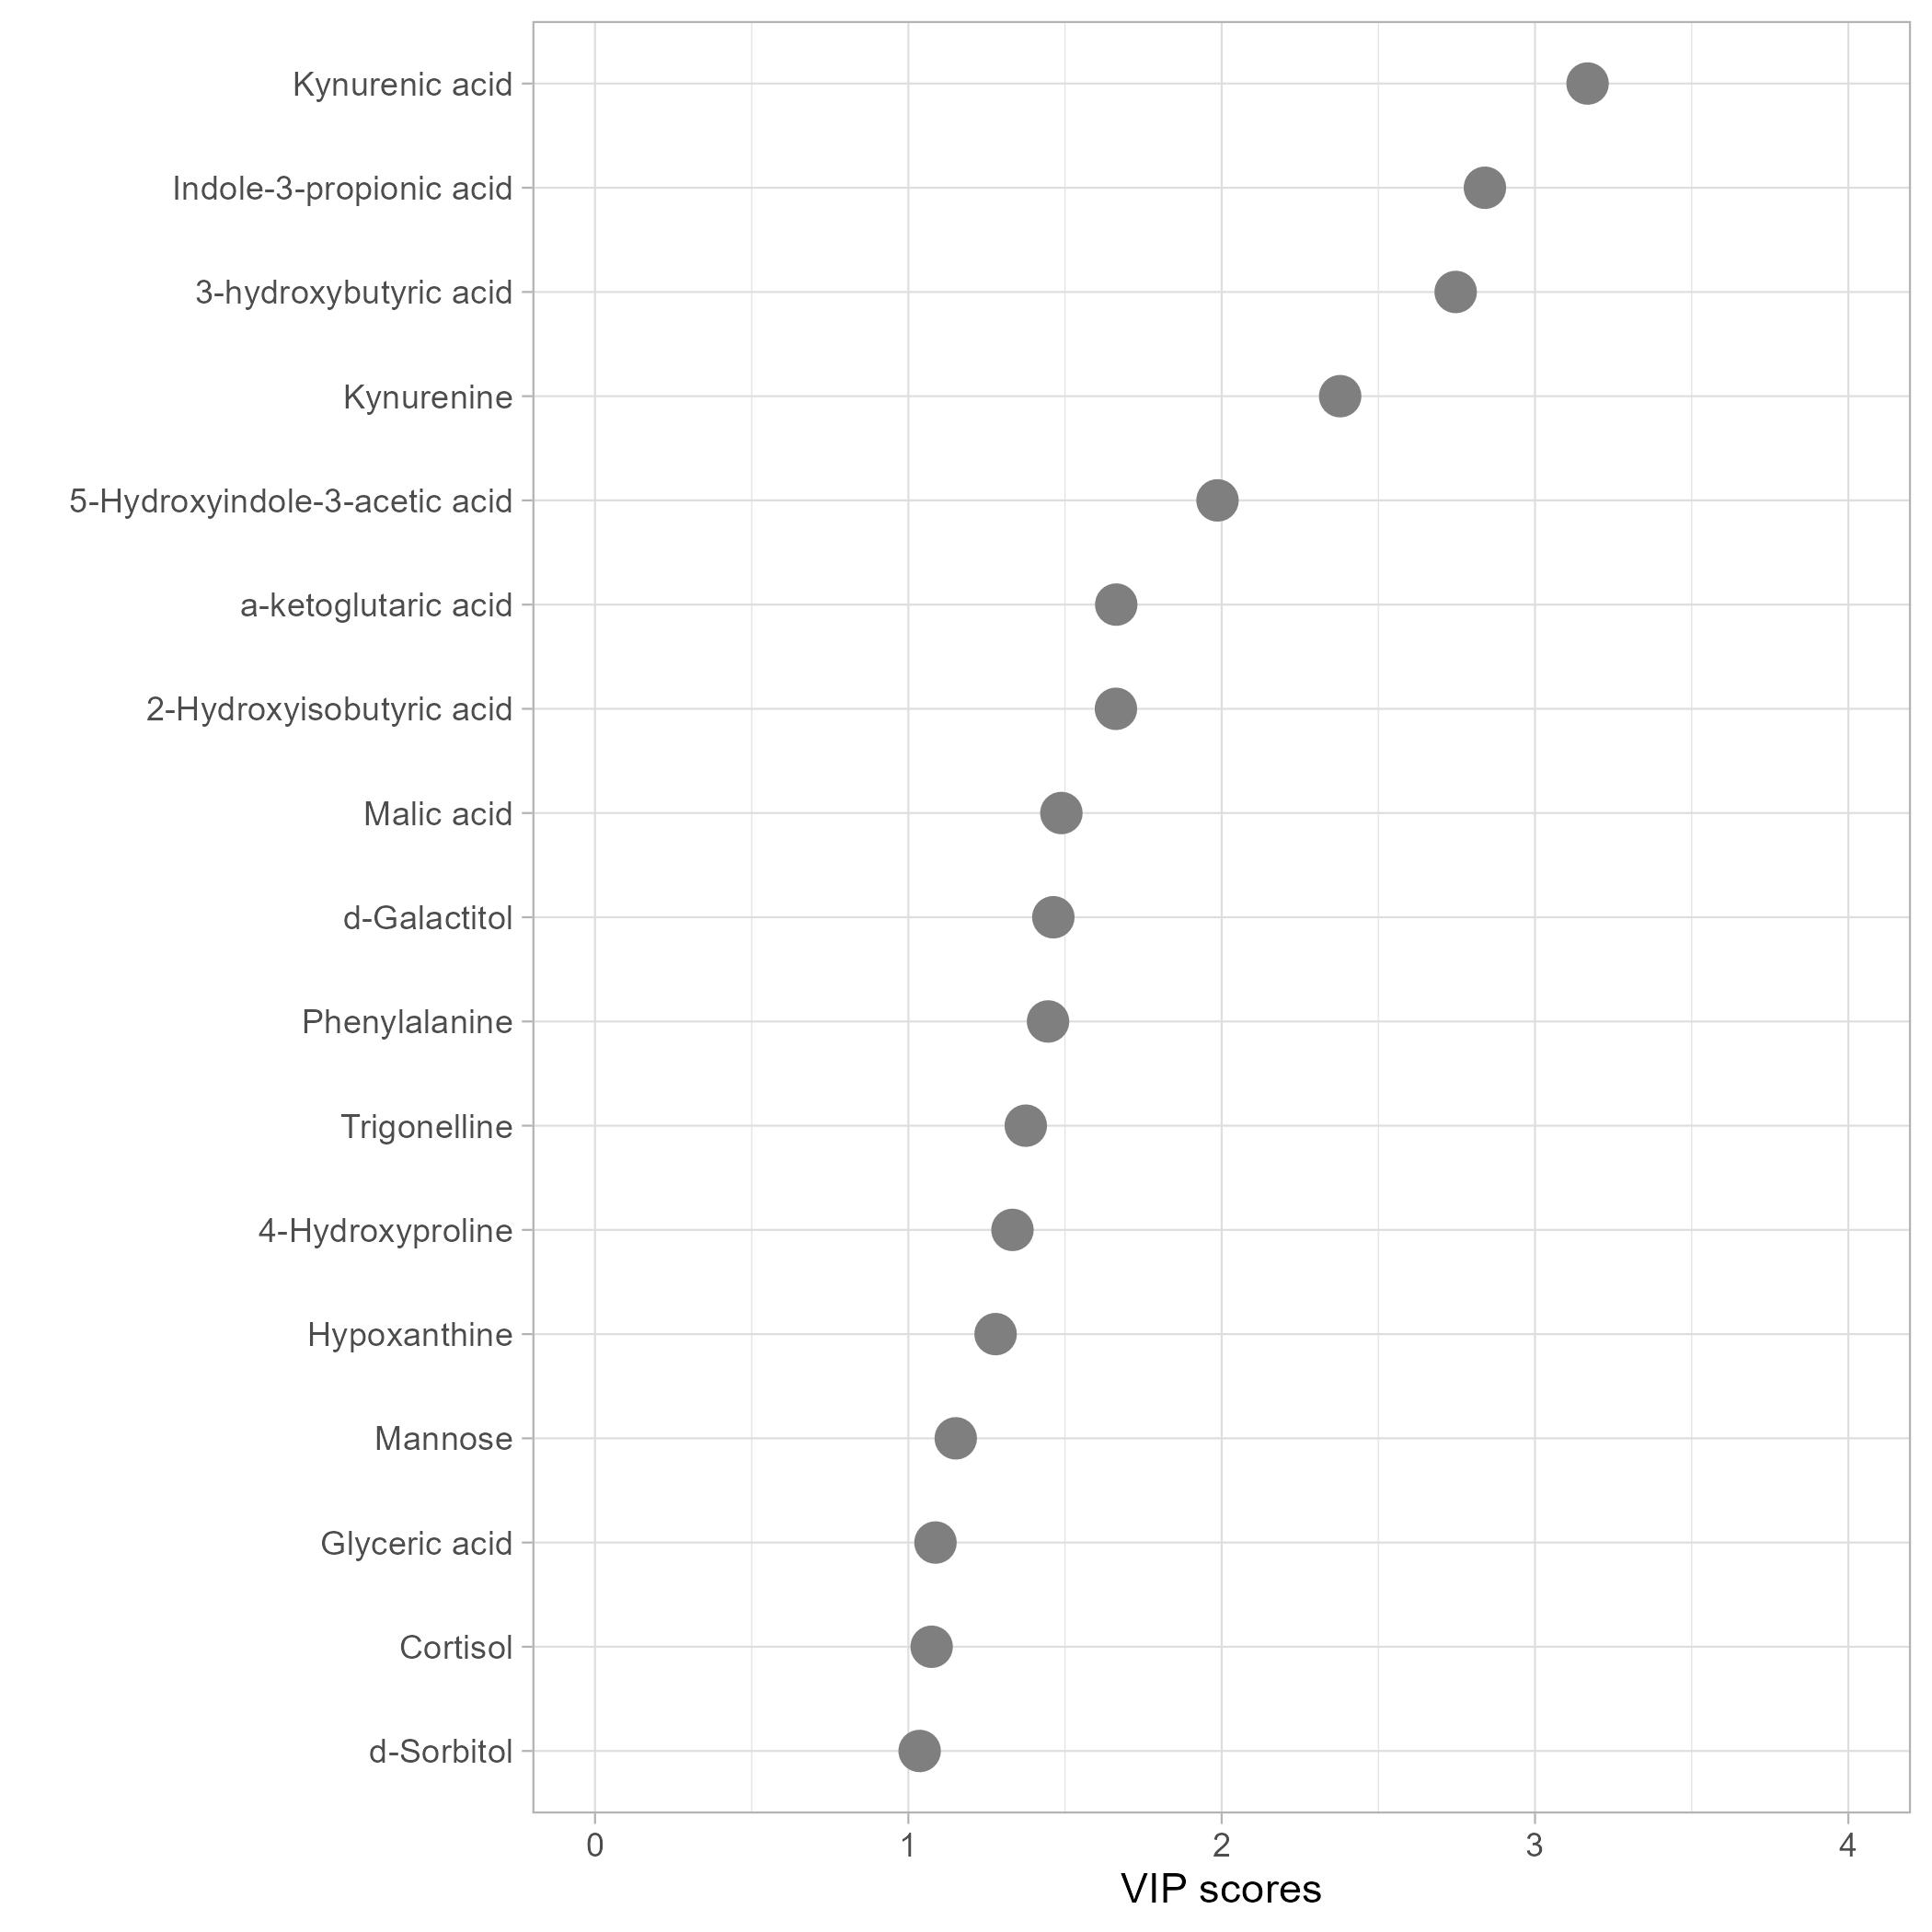 Kynurenic acid
Indole-3-propionic acid
3-hydroxybutyric acid
Kynurenine
5-Hydroxyindole-3-acetic acid
a-ketoglutaric acid
2-Hydroxyisobutyric acid
Malic acid
d-Galactitol
Phenylalanine
Trigonelline
4-Hydroxyproline
Hypoxanthine
Mannose
Glyceric acid
Cortisol
d-Sorbitol
0 1 2 3 4
VIP scores